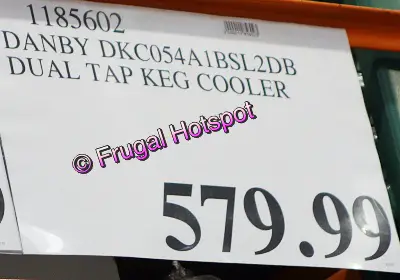 1185602
DANBY DKC054A1BSL2DB
DUAL TAP KEG COOLER
© Frugal Hotspot
579.99